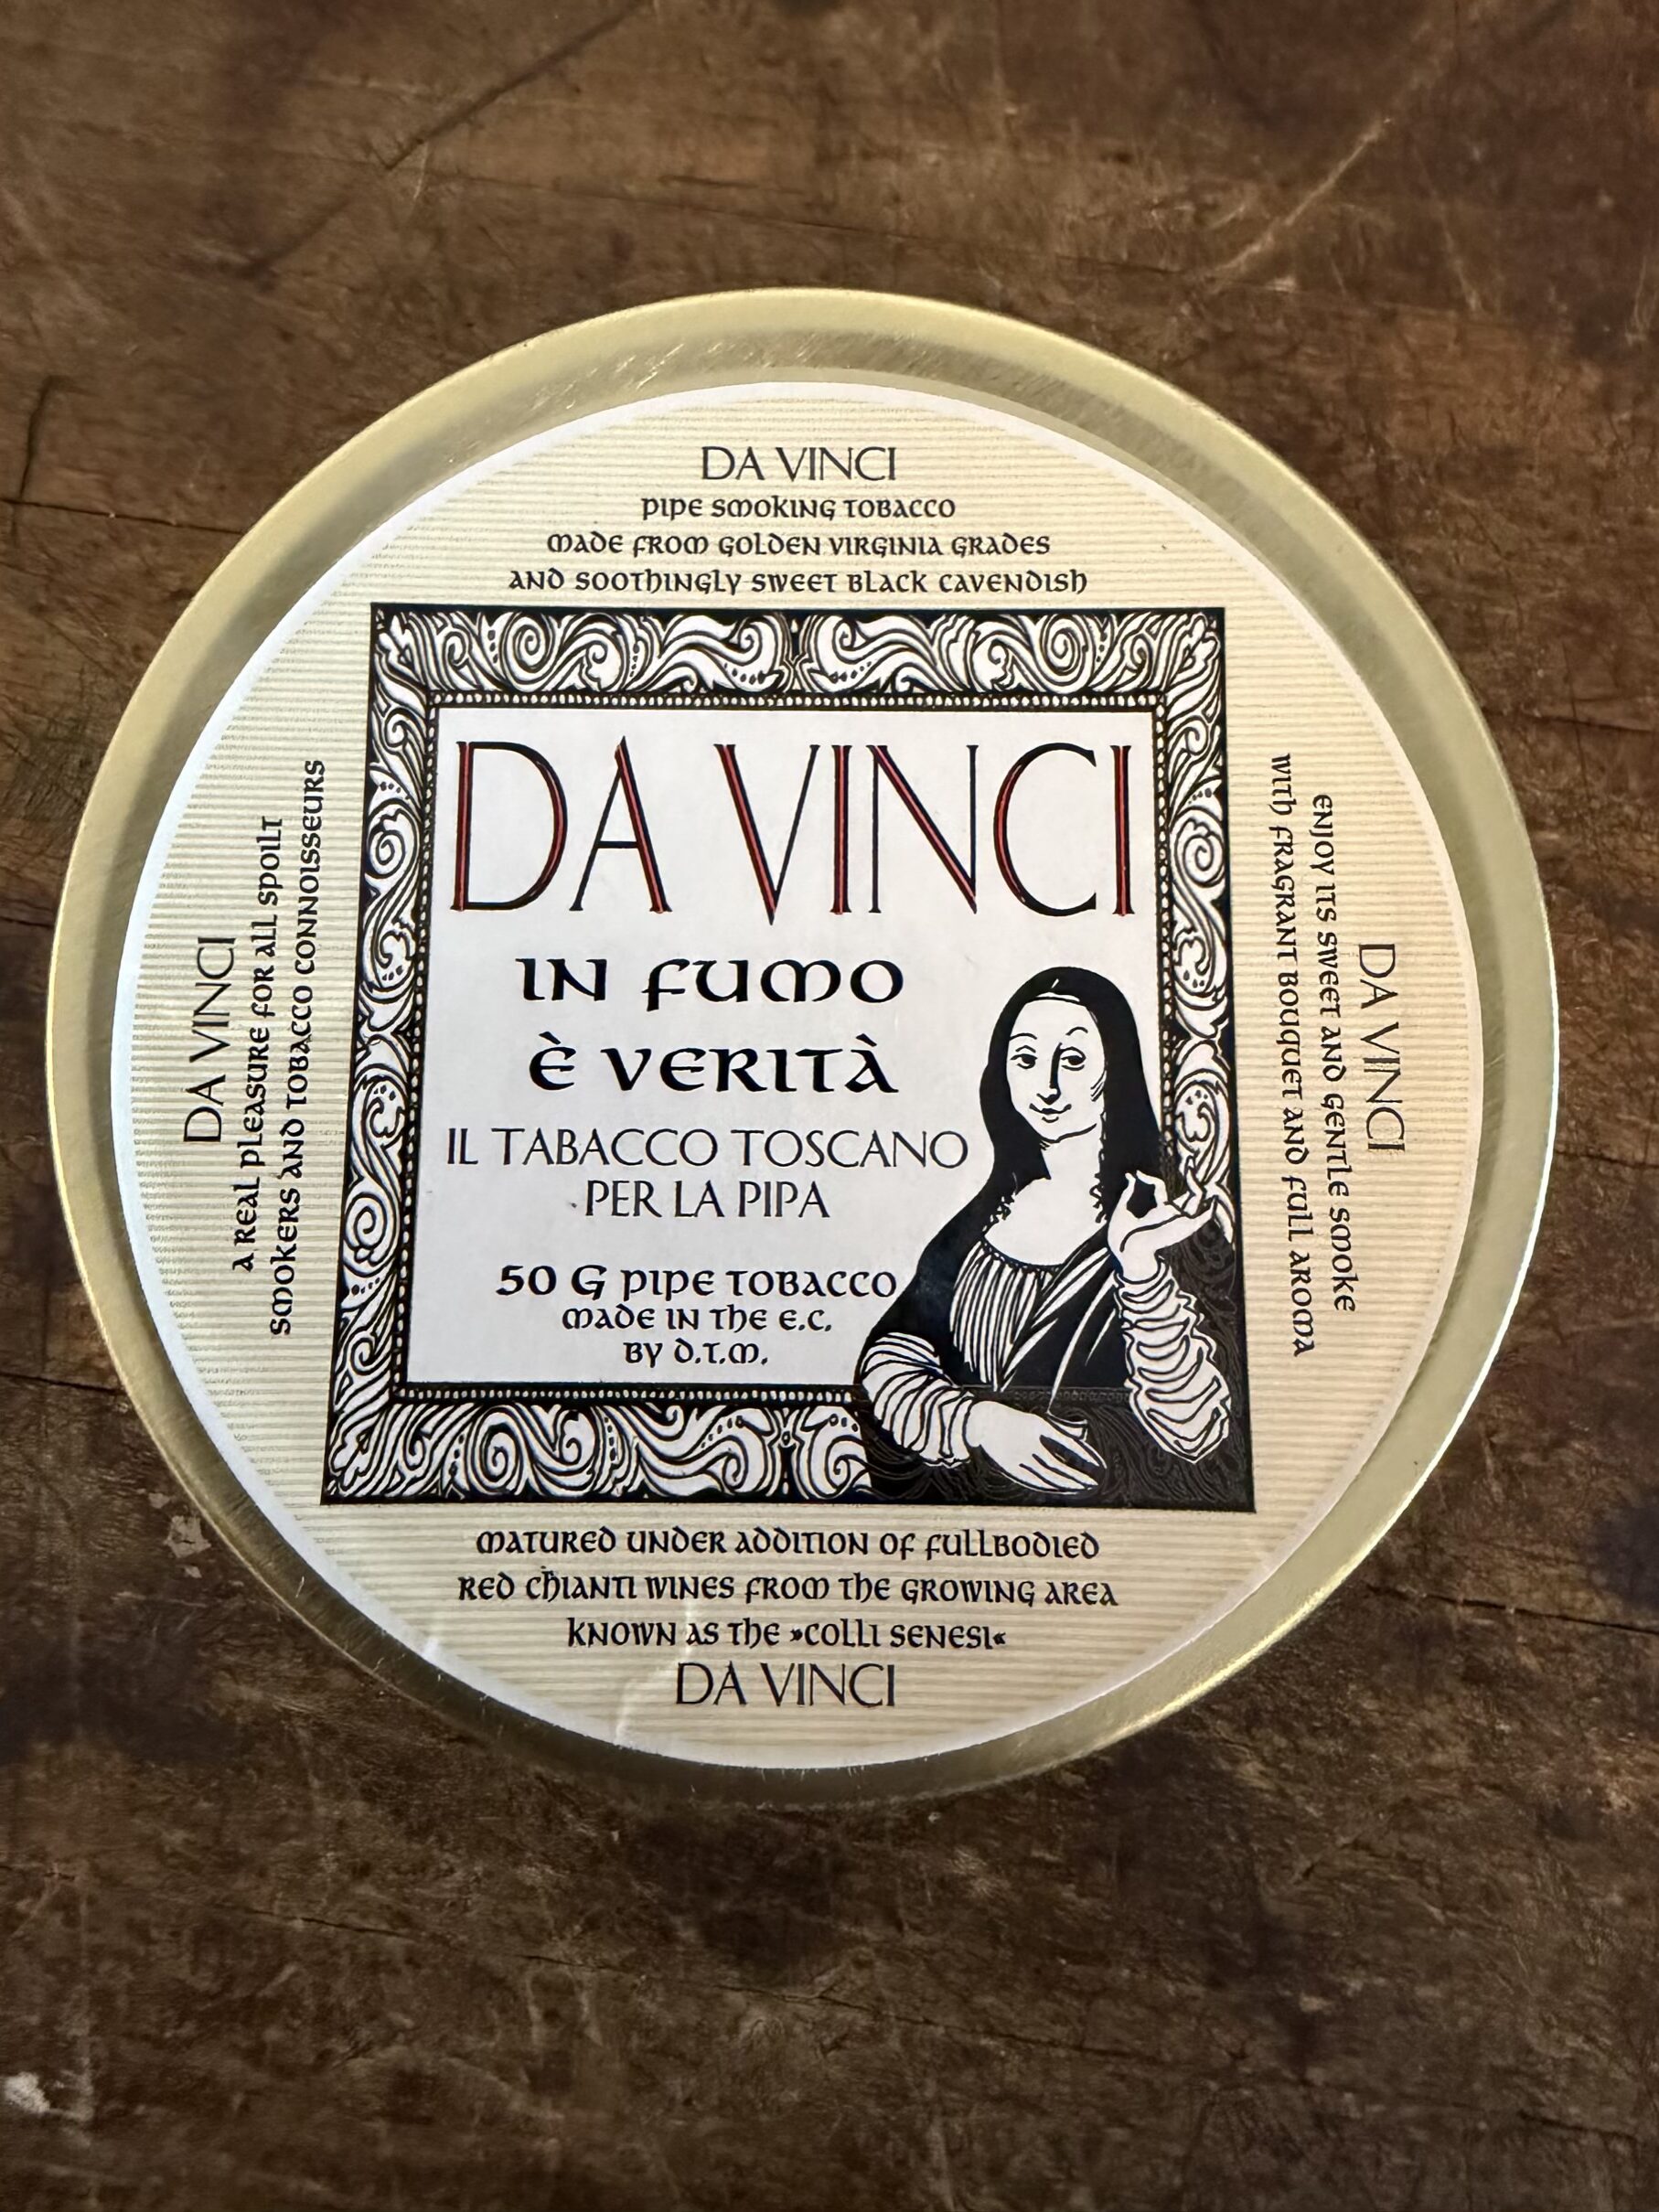 DA VINCI
PIPE SMOKING TOBACCO
MADE FROM GOLDEN VIRGINIA GRADES
AND SOOTHINGLY SWEET BLACK CAVENDISH
DA VINCI
IN FUMO
È VERITÀ
IL TABACCO TOSCANO
PER LA PIPA
50 G PIPE TOBACCO
MADE IN THE E.C.
BY D.T.M.
MATURED UNDER ADDITION OF FULLBODIED
RED CHIANTI WINES FROM THE GROWING AREA
KNOWN AS THE »COLLI SENESI«
DA VINCI
DA VINCI
A REAL PLEASURE FOR ALL SPOILT
SMOKERS AND TOBACCO CONNOISSEURS
DA VINCI
ENJOY ITS SWEET AND GENTLE SMOKE
WITH FRAGRANT BOUQUET AND FULL AROMA